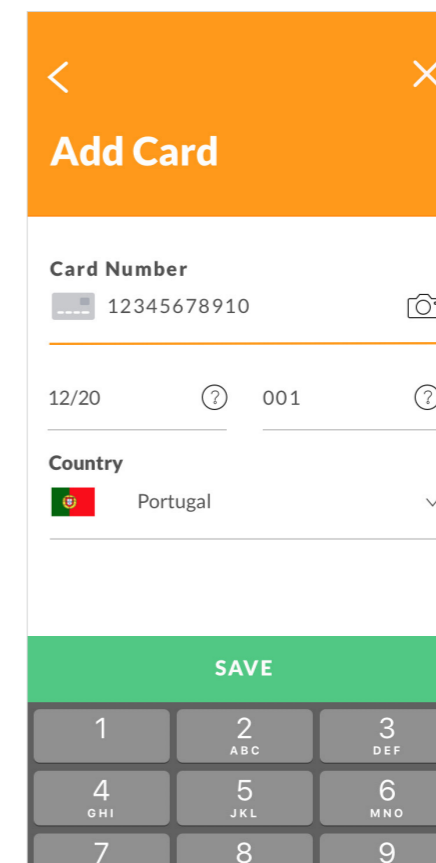 Add Card
Card Number
12345678910
12/20 ? 001 ?
Country
Portugal
SAVE
1 2 3
ABC DEF
4 5 6
GHI JKL MNO
7 8 9